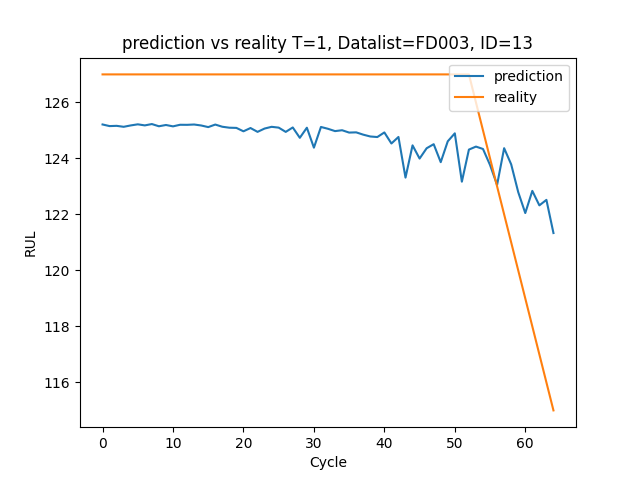 prediction vs reality T=1, Datalist=FD003, ID=13
prediction
reality
126
124
122
120
118
116
RUL
0 10 20 30 40 50 60
Cycle